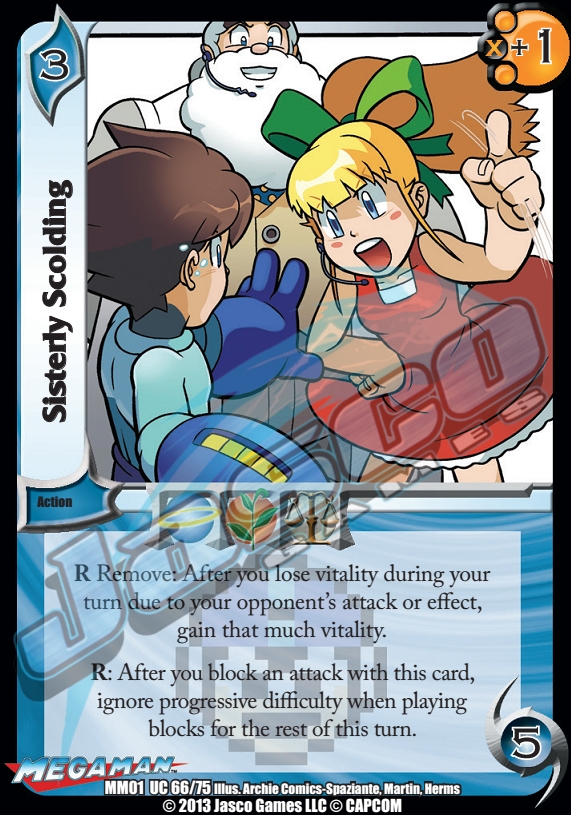 3
x + 1
Sisterly Scolding
Action
R Remove: After you lose vitality during your
turn due to your opponent's attack or effect,
gain that much vitality.
R: After you block an attack with this card,
ignore progressive difficulty when playing
blocks for the rest of this turn.
5
JASCO
GAMES
MEGAMAN™
MM01 UC 66/75 Illus. Archie Comics-Spaziante, Martin, Herms
© 2013 Jasco Games LLC © CAPCOM